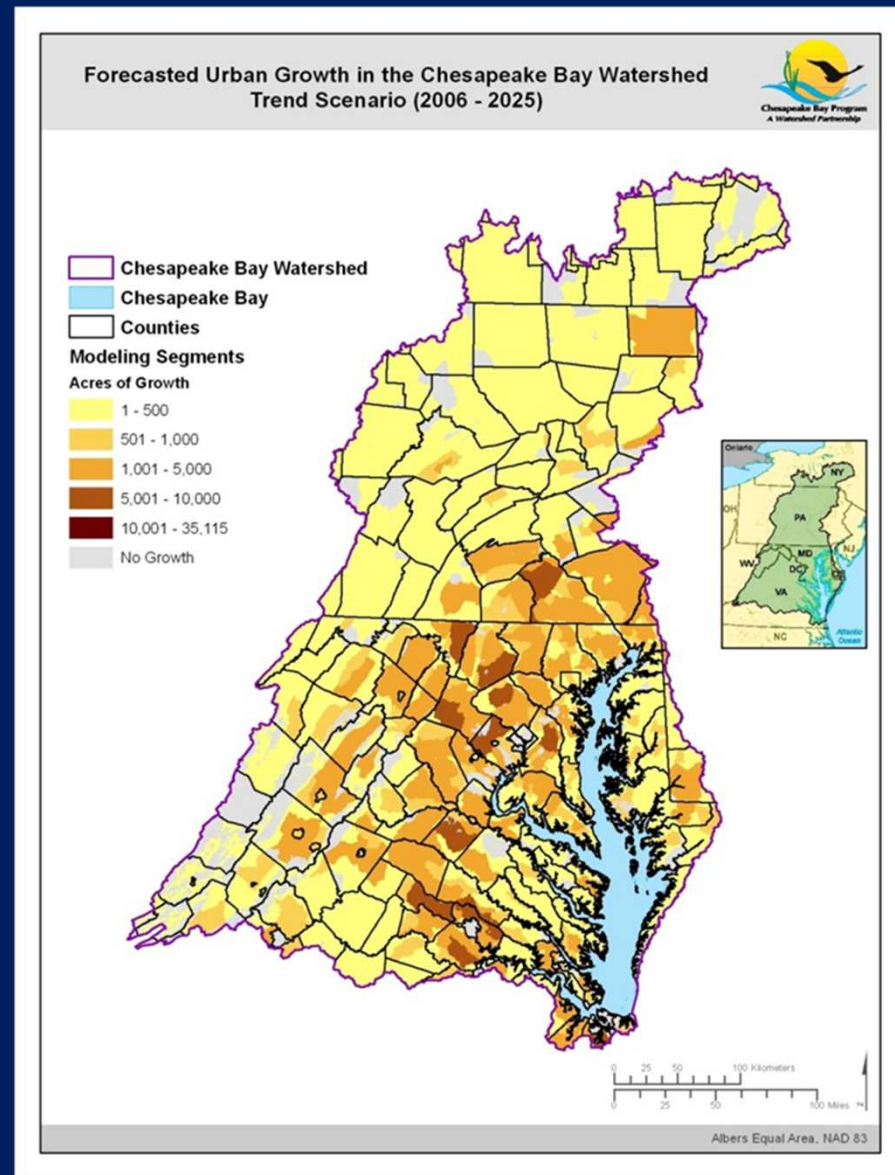 Forecasted Urban Growth in the Chesapeake Bay Watershed
Trend Scenario (2006 - 2025)
Chesapeake Bay Program
A Watershed Partnership
Chesapeake Bay Watershed
Chesapeake Bay
Counties
Modeling Segments
Acres of Growth
1 - 500
501 - 1,000
1,001 - 5,000
5,001 - 10,000
10,001 - 35,115
No Growth
Ontario
NY
OH
PA
NJ
MD
WV
DC
VA
Atlantic
Ocean
NC
0 25 50 100 Kilometers
0 25 50 100 Miles
Albers Equal Area, NAD 83